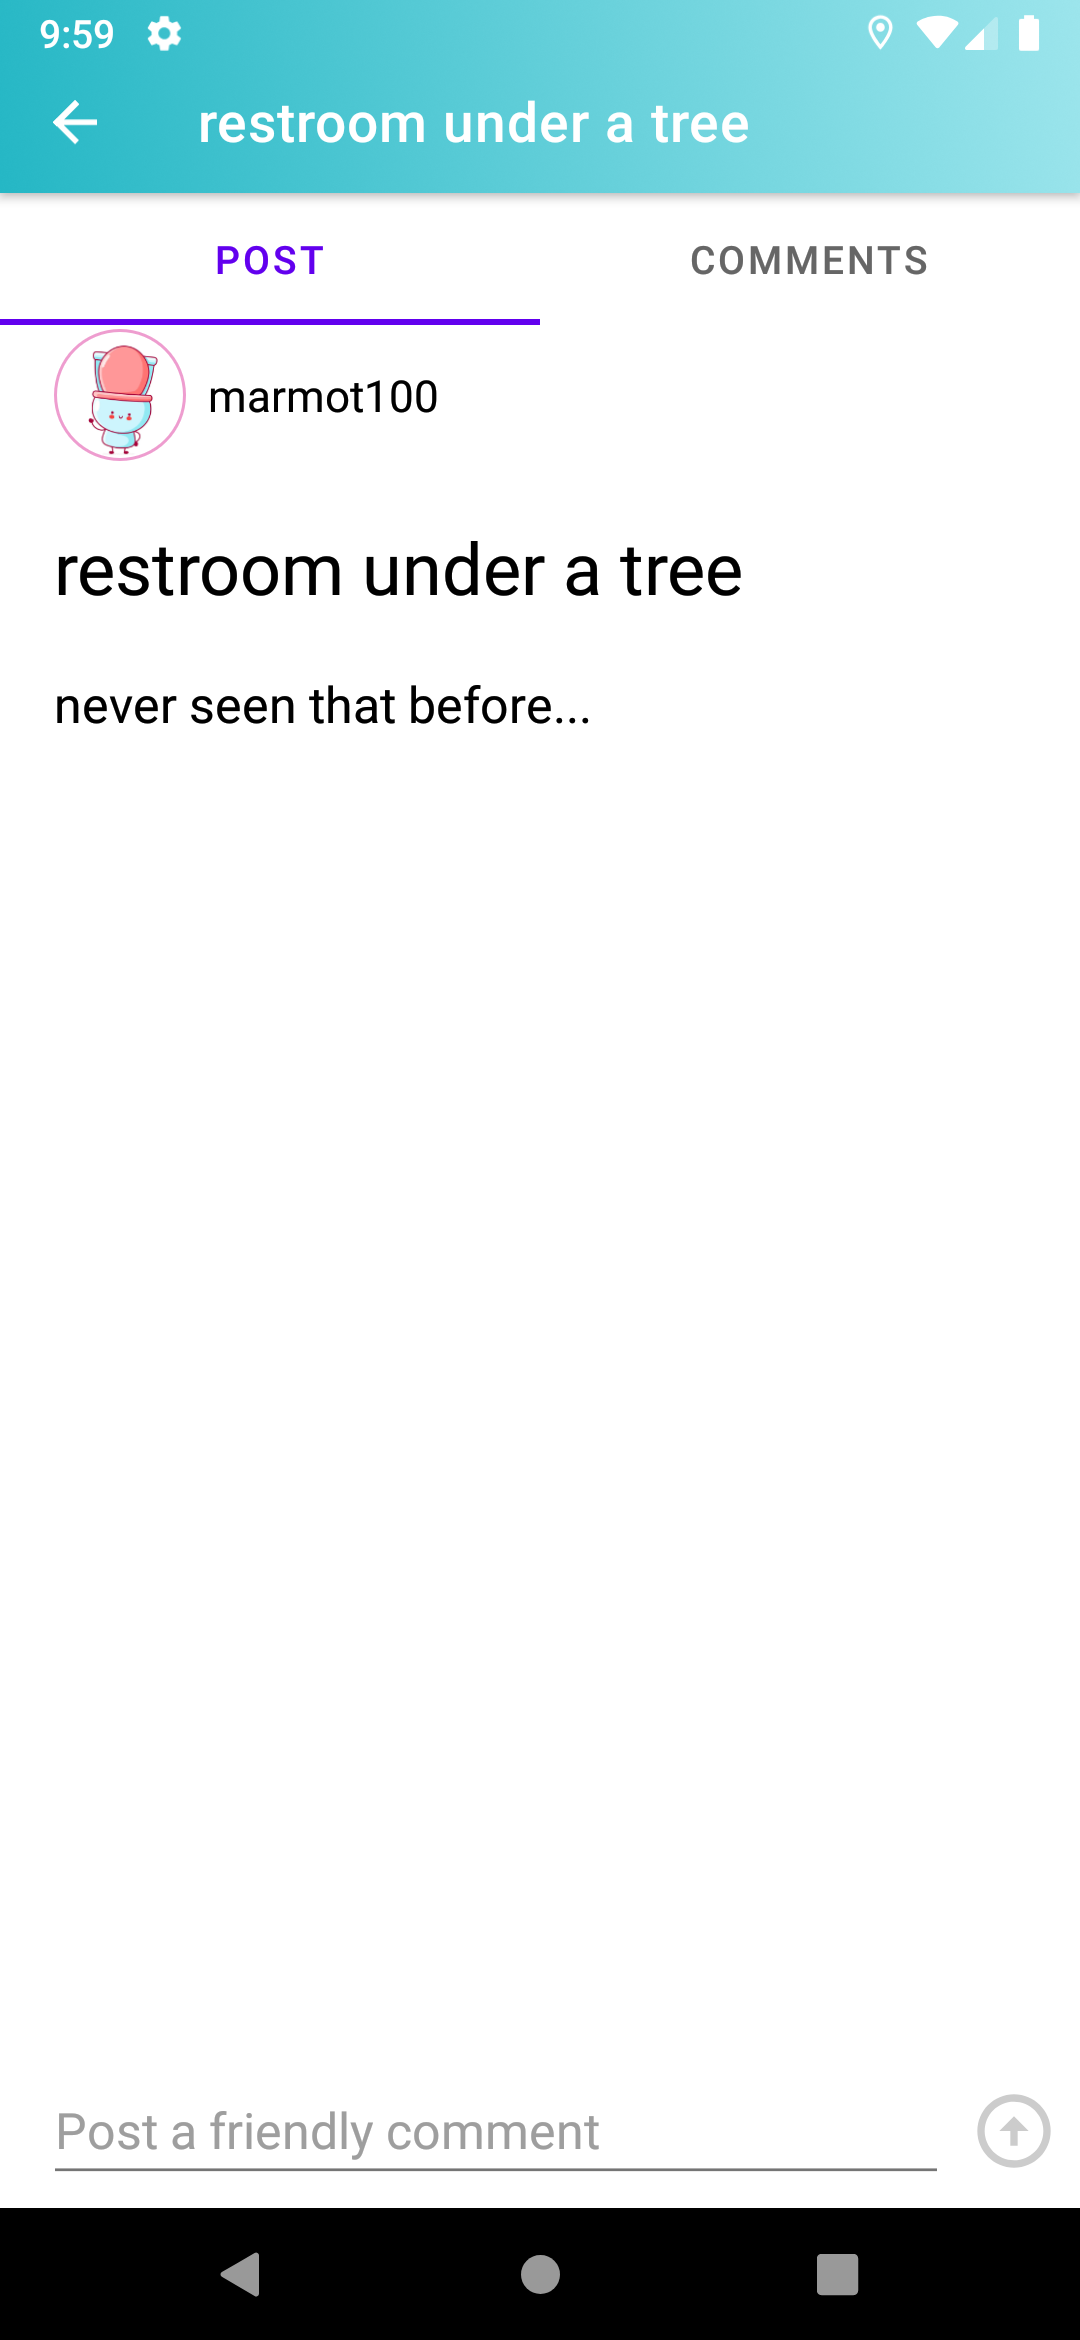 9:59
restroom under a tree
POST
COMMENTS
marmot100
restroom under a tree
never seen that before...
Post a friendly comment